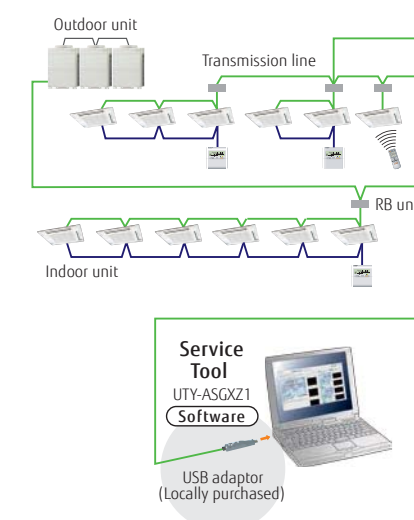 Outdoor unit
Transmission line
RB un
Indoor unit
Service
Tool
UTY-ASGXZ1
Software
USB adaptor
(Locally purchased)